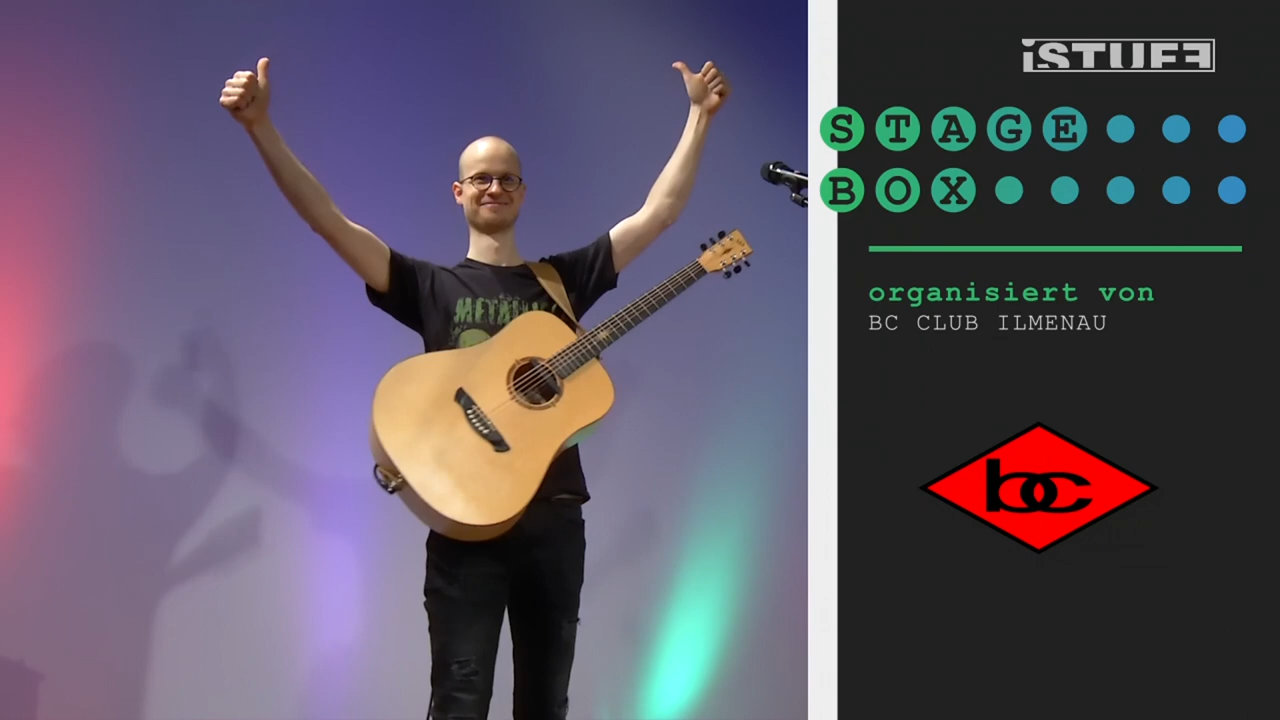 iSTUFF
STAGE
BOX
organisiert von
BC CLUB ILMENAU
bc